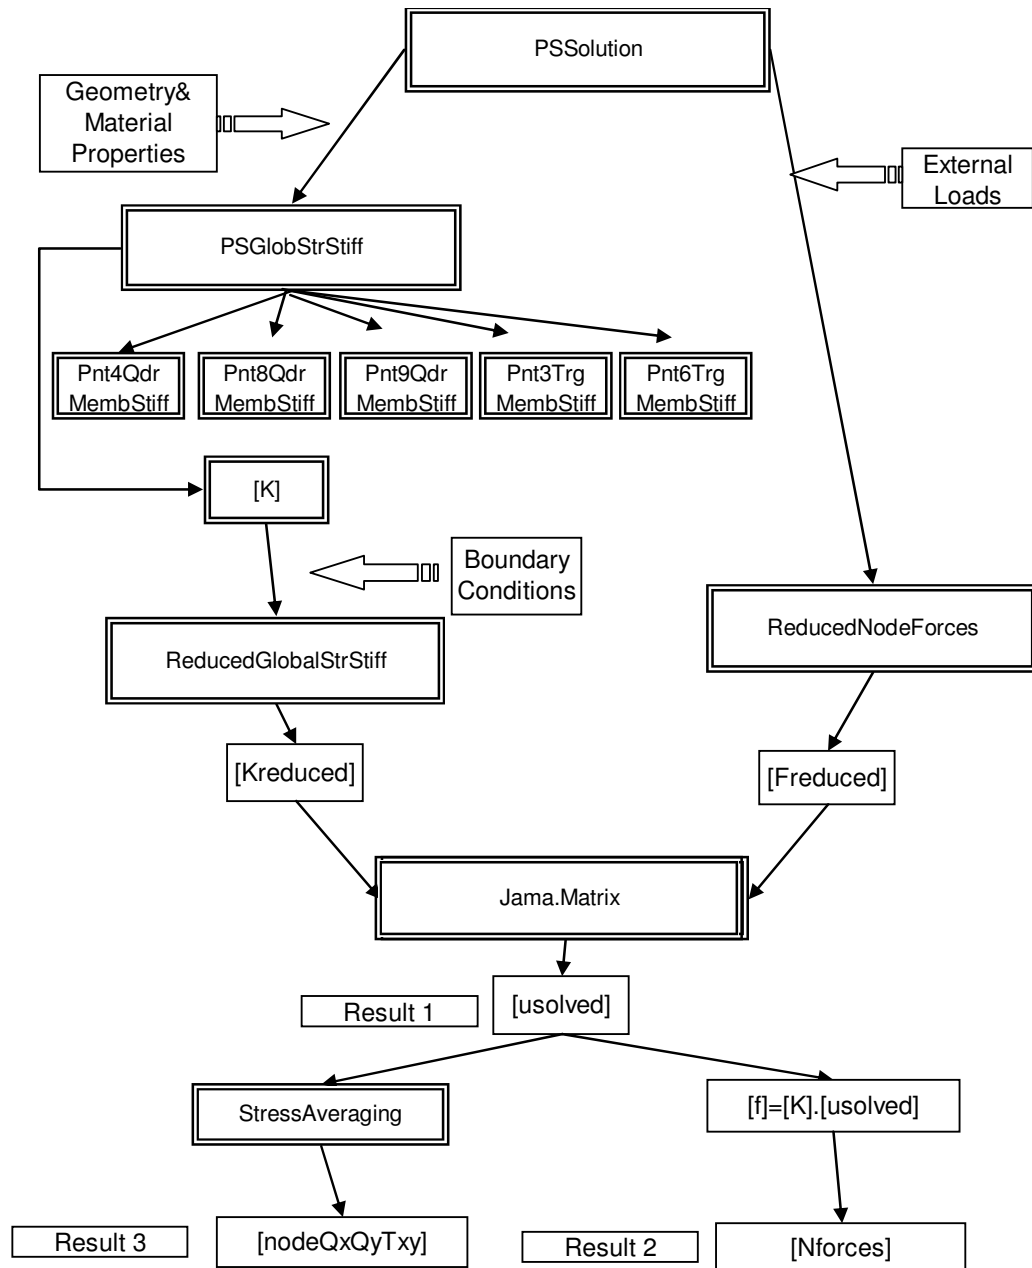 PSSolution
Geometry&
Material
Properties
External
Loads
PSGlobStrStiff
Pnt4Qdr
MembStiff
Pnt8Qdr
MembStiff
Pnt9Qdr
MembStiff
Pnt3Trg
MembStiff
Pnt6Trg
MembStiff
[K]
Boundary
Conditions
ReducedGlobalStrStiff
ReducedNodeForces
[Kreduced]
[Freduced]
Jama.Matrix
Result 1
[usolved]
StressAveraging
[f]=[K].[usolved]
Result 3
[nodeQxQyTxy]
Result 2
[Nforces]